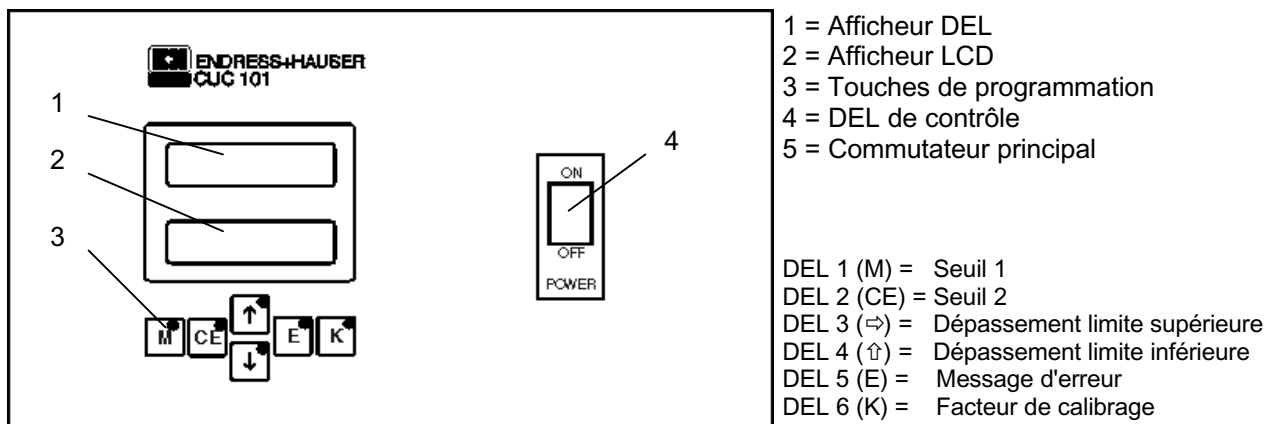 ENDRESS+HAUSER
CUC 101
1
2
3
4
ON
OFF
POWER
M CE ↑ E K
↓
1 = Afficheur DEL
2 = Afficheur LCD
3 = Touches de programmation
4 = DEL de contrôle
5 = Commutateur principal
DEL 1 (M) = Seuil 1
DEL 2 (CE) = Seuil 2
DEL 3 (⇨) = Dépassement limite supérieure
DEL 4 (⇧) = Dépassement limite inférieure
DEL 5 (E) = Message d'erreur
DEL 6 (K) = Facteur de calibrage